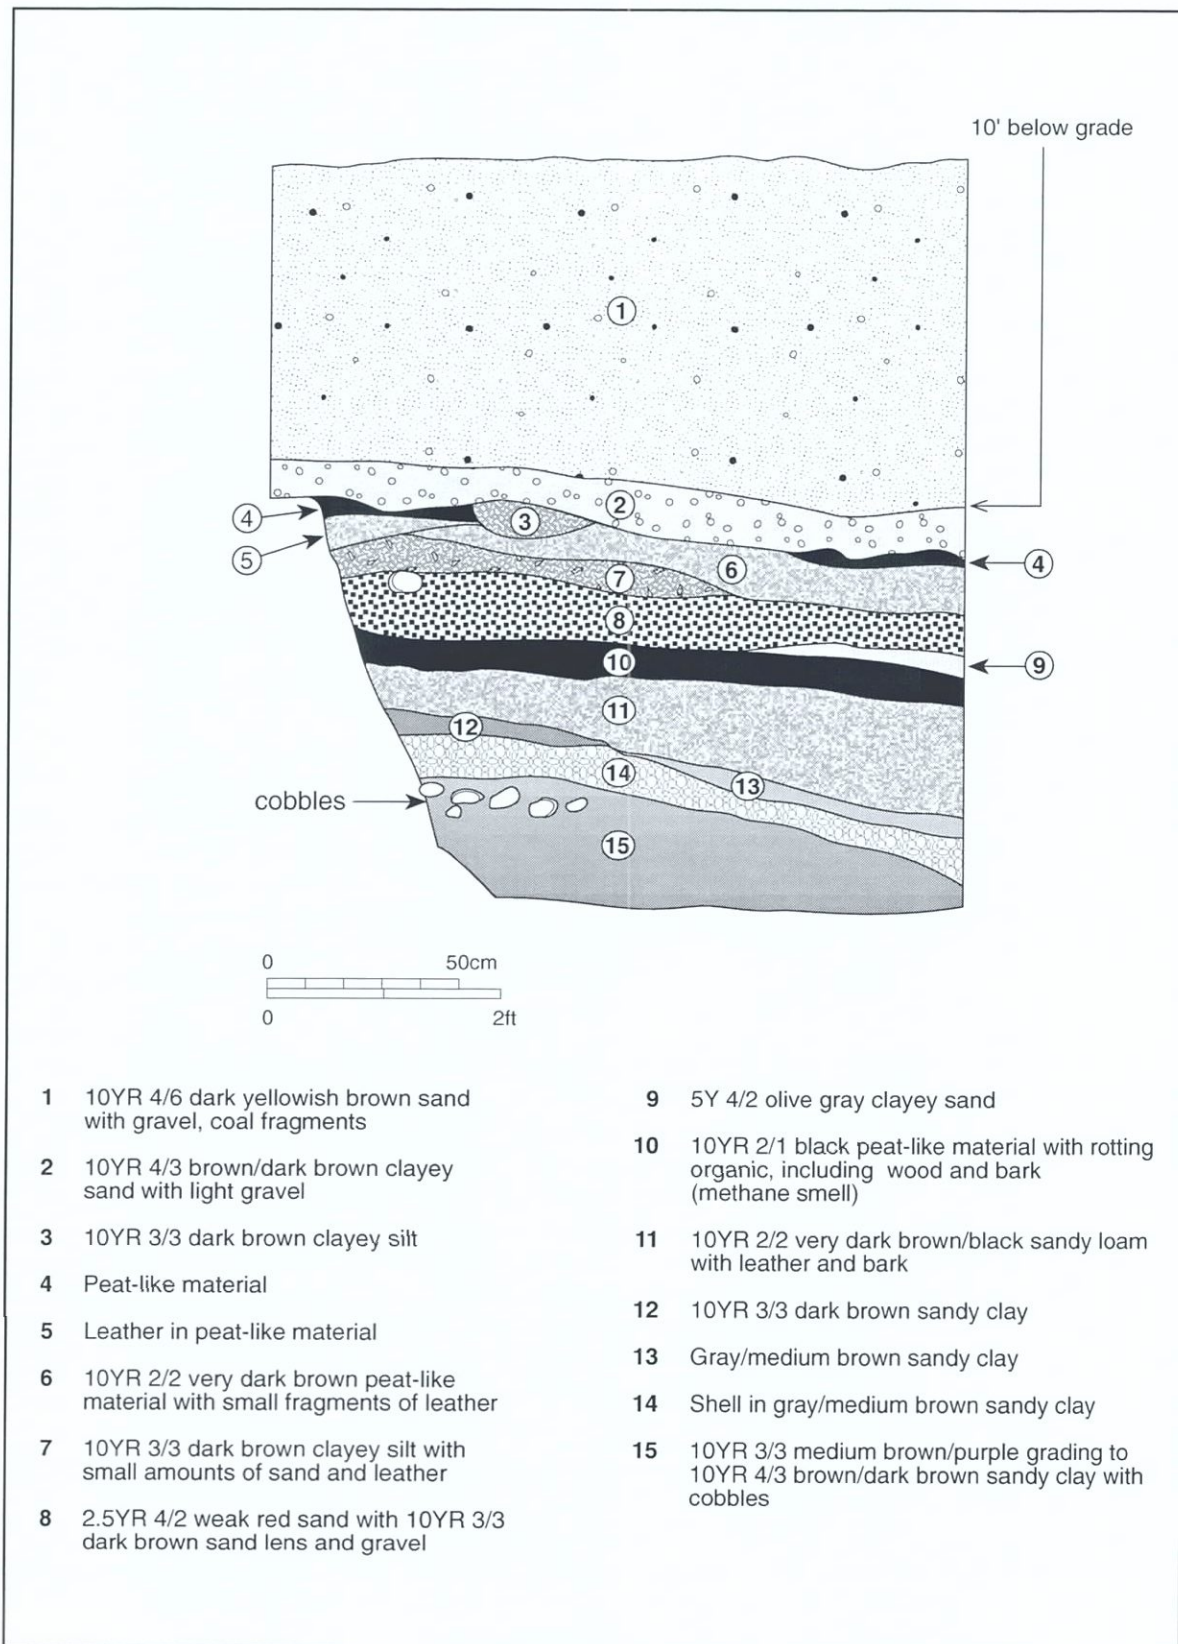 10' below grade
1
2
3
4
5
6
4
7
8
10
9
11
12
14
13
cobbles
15
0 50cm
0 2ft
1 10YR 4/6 dark yellowish brown sand
with gravel, coal fragments
2 10YR 4/3 brown/dark brown clayey
sand with light gravel
3 10YR 3/3 dark brown clayey silt
4 Peat-like material
5 Leather in peat-like material
6 10YR 2/2 very dark brown peat-like
material with small fragments of leather
7 10YR 3/3 dark brown clayey silt with
small amounts of sand and leather
8 2.5YR 4/2 weak red sand with 10YR 3/3
dark brown sand lens and gravel
9 5Y 4/2 olive gray clayey sand
10 10YR 2/1 black peat-like material with rotting
organic, including wood and bark
(methane smell)
11 10YR 2/2 very dark brown/black sandy loam
with leather and bark
12 10YR 3/3 dark brown sandy clay
13 Gray/medium brown sandy clay
14 Shell in gray/medium brown sandy clay
15 10YR 3/3 medium brown/purple grading to
10YR 4/3 brown/dark brown sandy clay with
cobbles